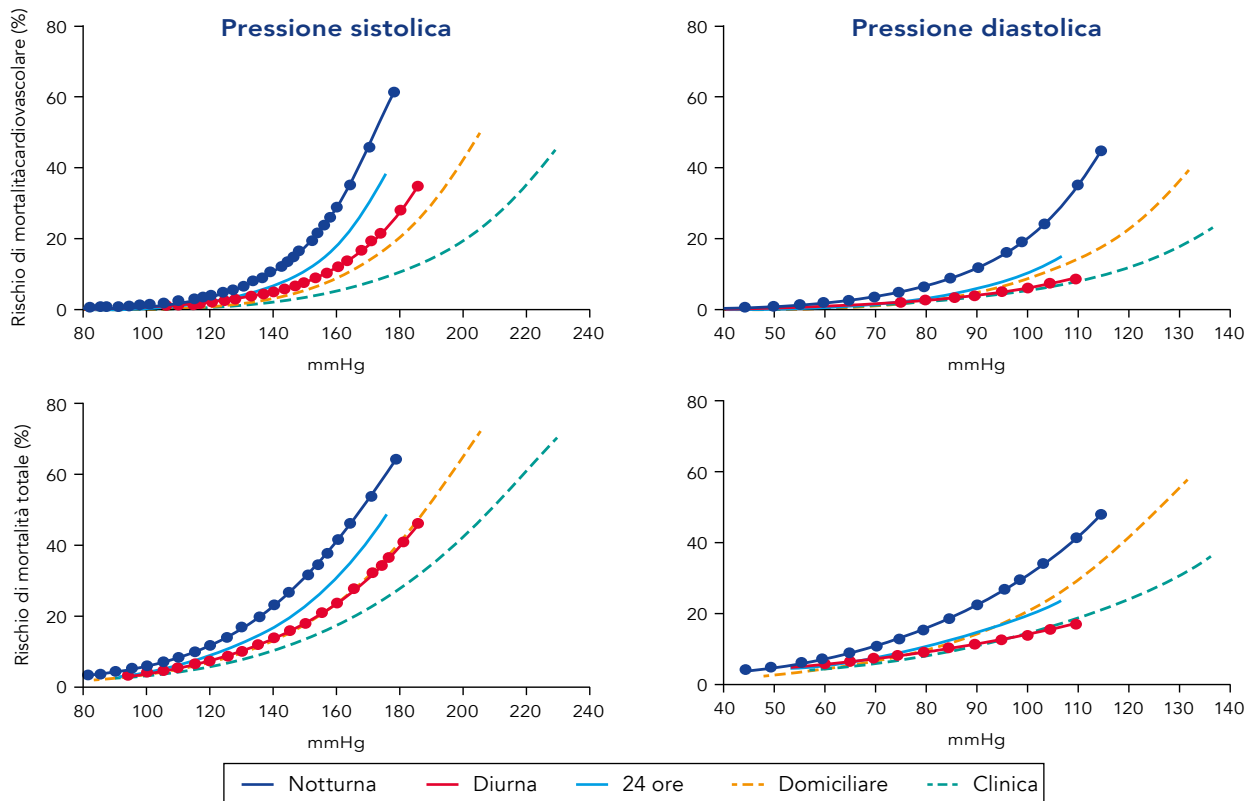 Pressione sistolica
Rischio di mortalitàcardiovascolare (%)
80
60
40
20
0
80 100 120 140 160 180 200 220 240
mmHg
Pressione diastolica
80
60
40
20
0
40 50 60 70 80 90 100 110 120 130 140
mmHg
Rischio di mortalità totale (%)
80
60
40
20
0
80 100 120 140 160 180 200 220 240
mmHg
80
60
40
20
0
40 50 60 70 80 90 100 110 120 130 140
mmHg
Notturna Diurna 24 ore Domiciliare Clinica